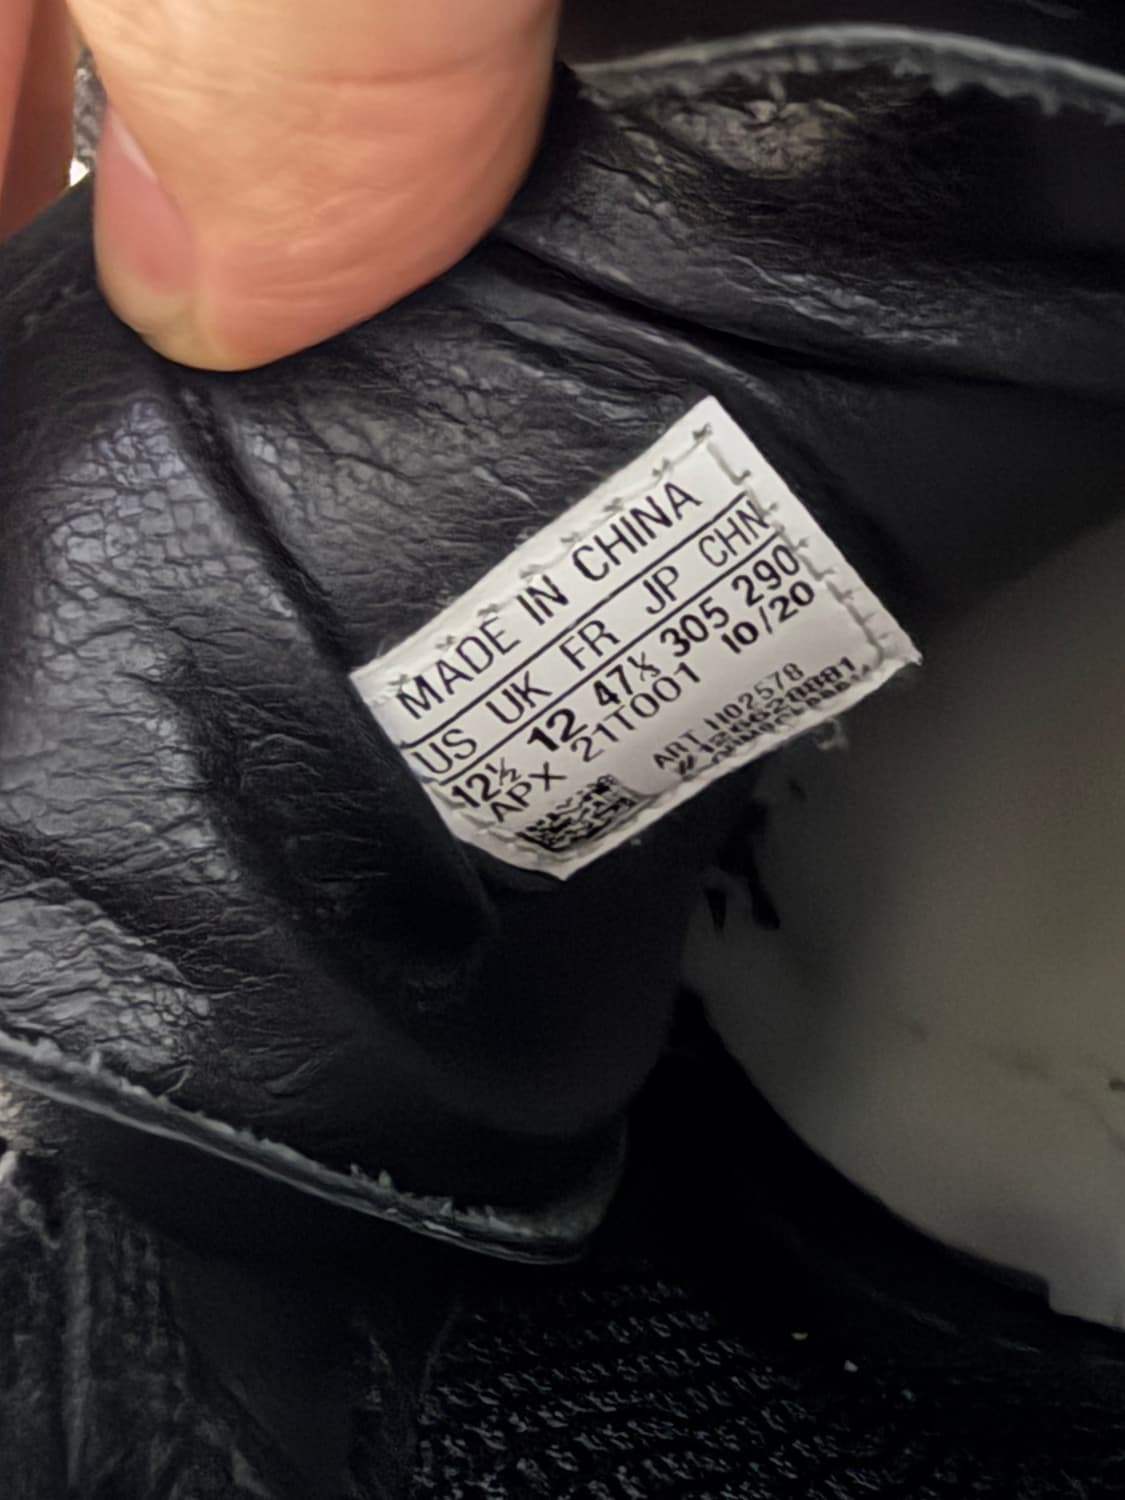 MADE IN CHINA
US UK FR JP CHN
12½ 12 47⅓ 305 290
APX 21T001 10/20
ART H02578